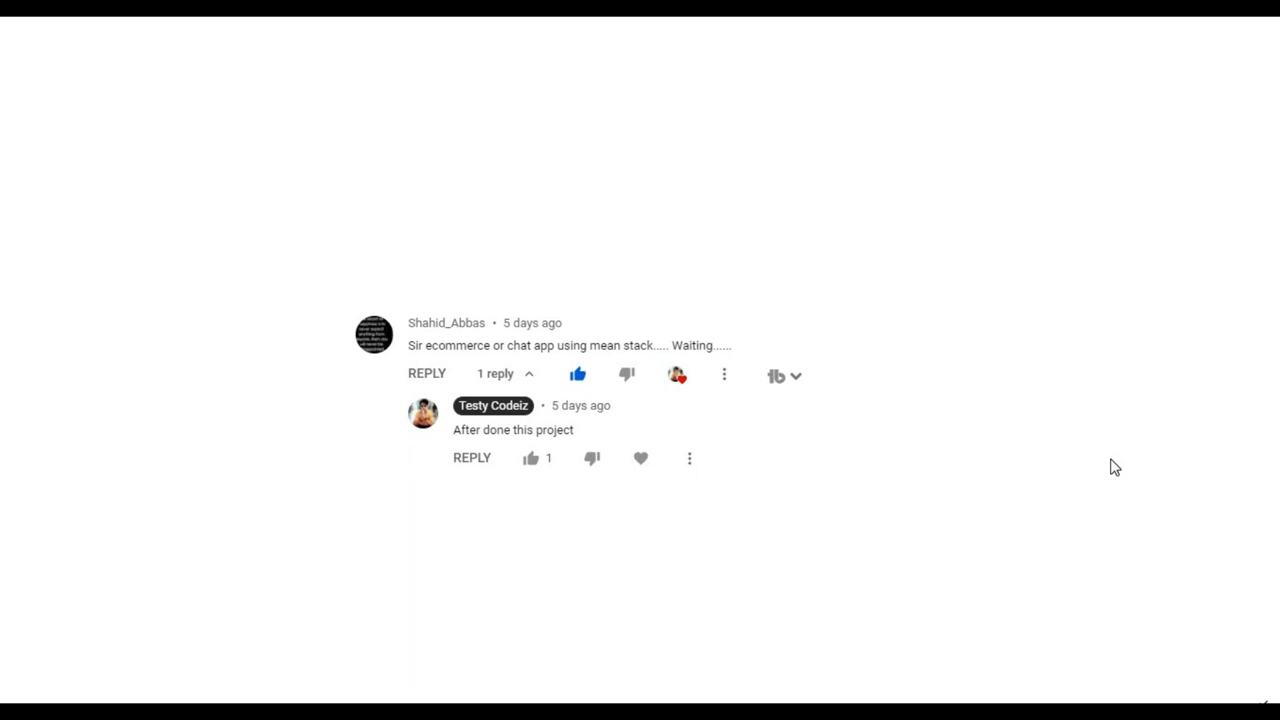 Shahid_Abbas • 5 days ago
Sir ecommerce or chat app using mean stack..... Waiting......
REPLY 1 reply
Testy Codeiz • 5 days ago
After done this project
REPLY 1